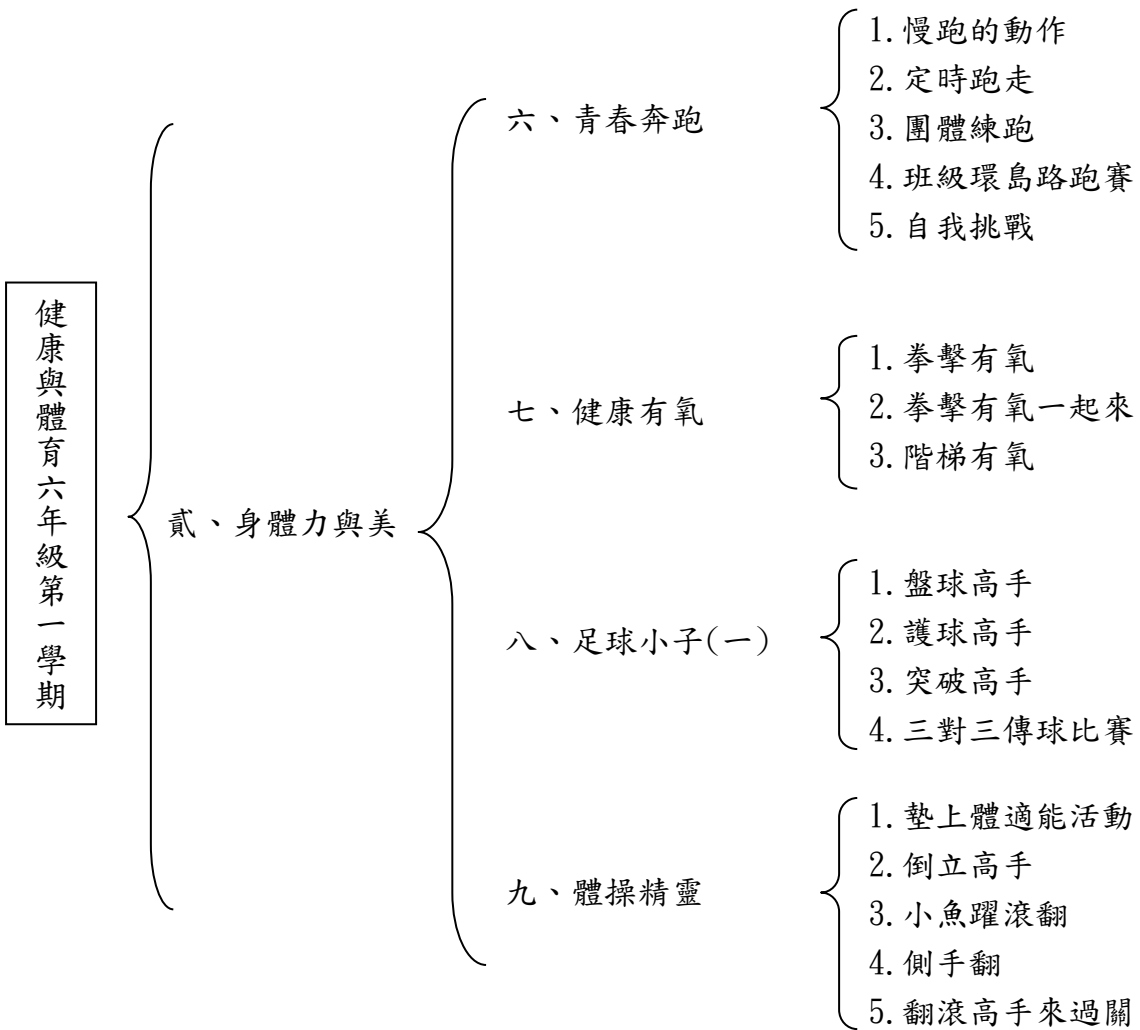 健康與體育六年級第一學期
貳、身體力與美
六、青春奔跑
1.慢跑的動作
2.定時跑走
3.團體練跑
4.班級環島路跑賽
5.自我挑戰
七、健康有氧
1.拳擊有氧
2.拳擊有氧一起來
3.階梯有氧
八、足球小子(一)
1.盤球高手
2.護球高手
3.突破高手
4.三對三傳球比賽
九、體操精靈
1.墊上體適能活動
2.倒立高手
3.小魚躍滾翻
4.側手翻
5.翻滾高手來過關